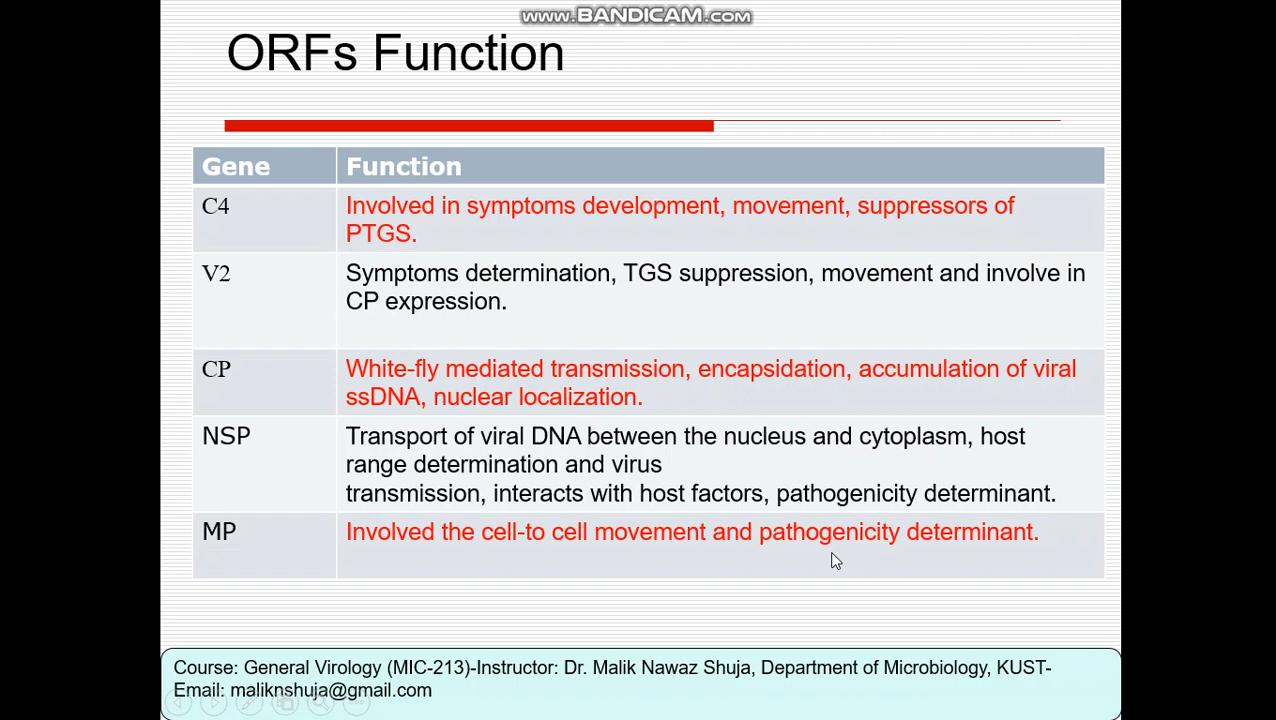 www.BANDICAM.com
ORFs Function
Gene
Function
C4
Involved in symptoms development, movement, suppressors of
PTGS.
V2
Symptoms determination, TGS suppression, movement and involve in
CP expression.
CP
White-fly mediated transmission, encapsidation, accumulation of viral
ssDNA, nuclear localization.
NSP
Transport of viral DNA between the nucleus and cytoplasm, host
range determination and virus
transmission, interacts with host factors, pathogenicity determinant.
MP
Involved the cell-to cell movement and pathogenicity determinant.
Course: General Virology (MIC-213)-Instructor: Dr. Malik Nawaz Shuja, Department of Microbiology, KUST-
Email: maliknshuja@gmail.com